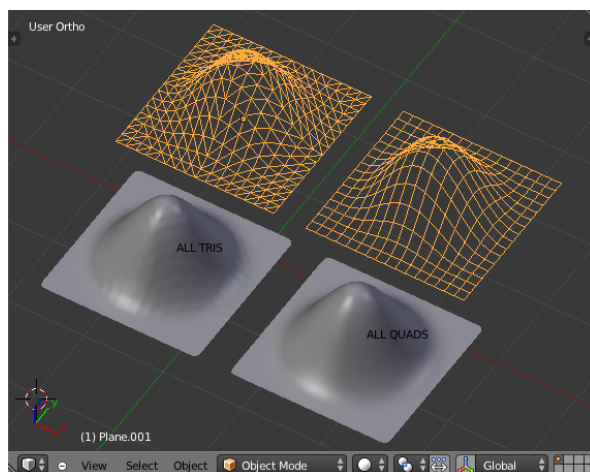 User Ortho
ALL TRIS
ALL QUADS
(1) Plane.001
View Select Object Object Mode Global